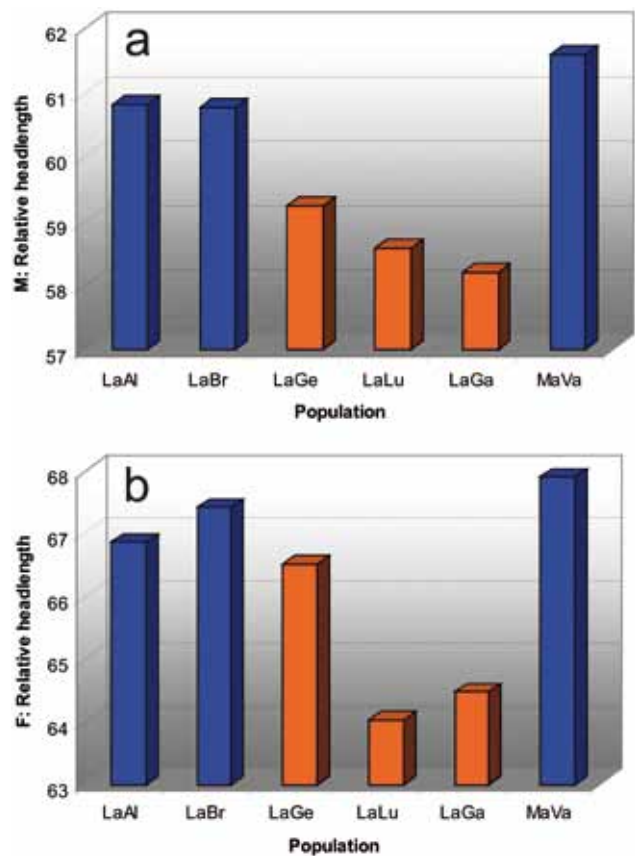 a
62
61
60
59
58
57
M: Relative headlength
LaAl LaBr LaGe LaLu LaGa MaVa
Population
b
68
67
66
65
64
63
F: Relative headlength
LaAl LaBr LaGe LaLu LaGa MaVa
Population